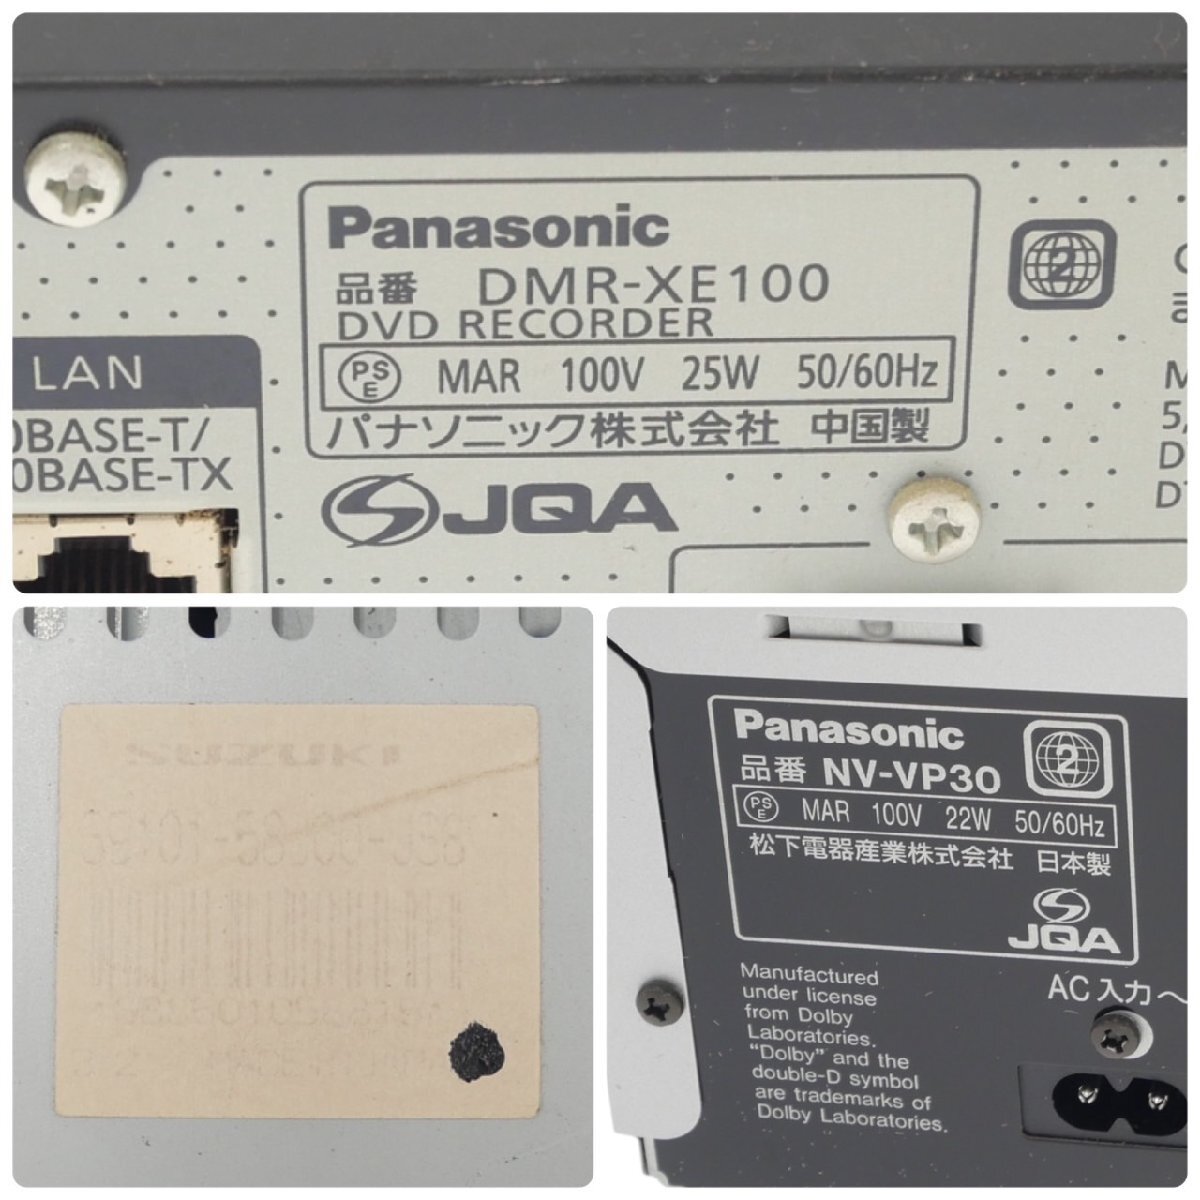 Panasonic
品番 DMR-XE100
DVD RECORDER
PSE MAR 100V 25W 50/60Hz
パナソニック株式会社 中国製
JQA
2
LAN
0BASE-T/
0BASE-TX
M
5,
D
Panasonic
品番 NV-VP30
2
PSE MAR 100V 22W 50/60Hz
松下電器産業株式会社 日本製
JQA
Manufactured
under license
from Dolby
Laboratories.
"Dolby" and the
double-D symbol
are trademarks of
Dolby Laboratories.
AC 入力~